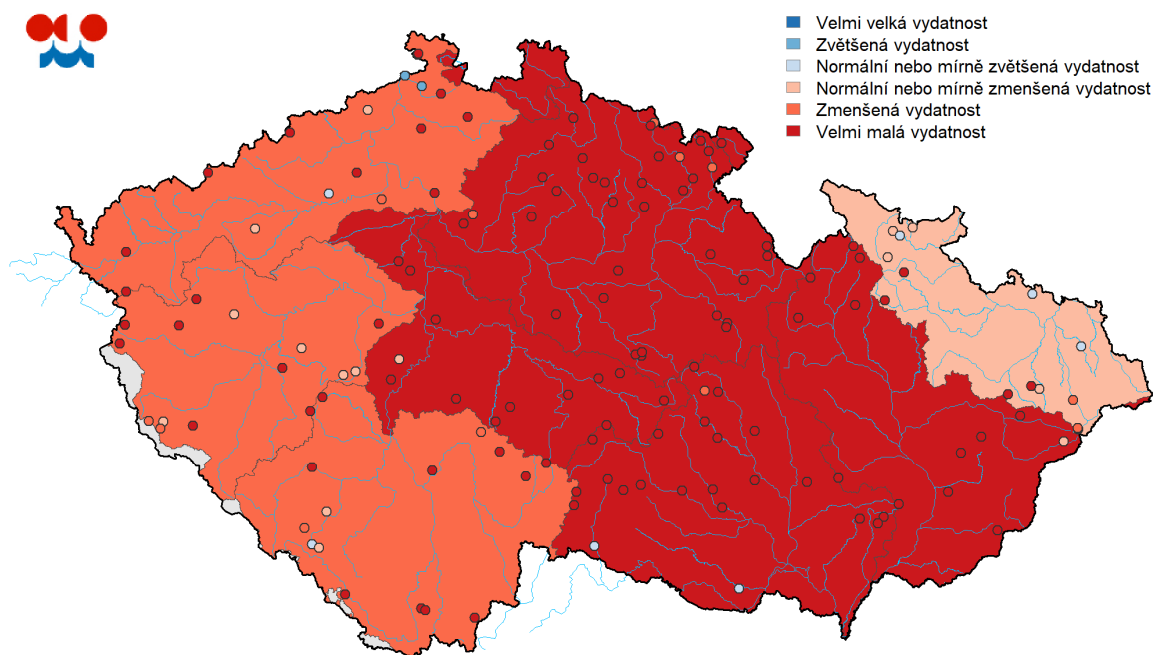 Velmi velká vydatnost
Zvětšená vydatnost
Normální nebo mírně zvětšená vydatnost
Normální nebo mírně zmenšená vydatnost
Zmenšená vydatnost
Velmi malá vydatnost